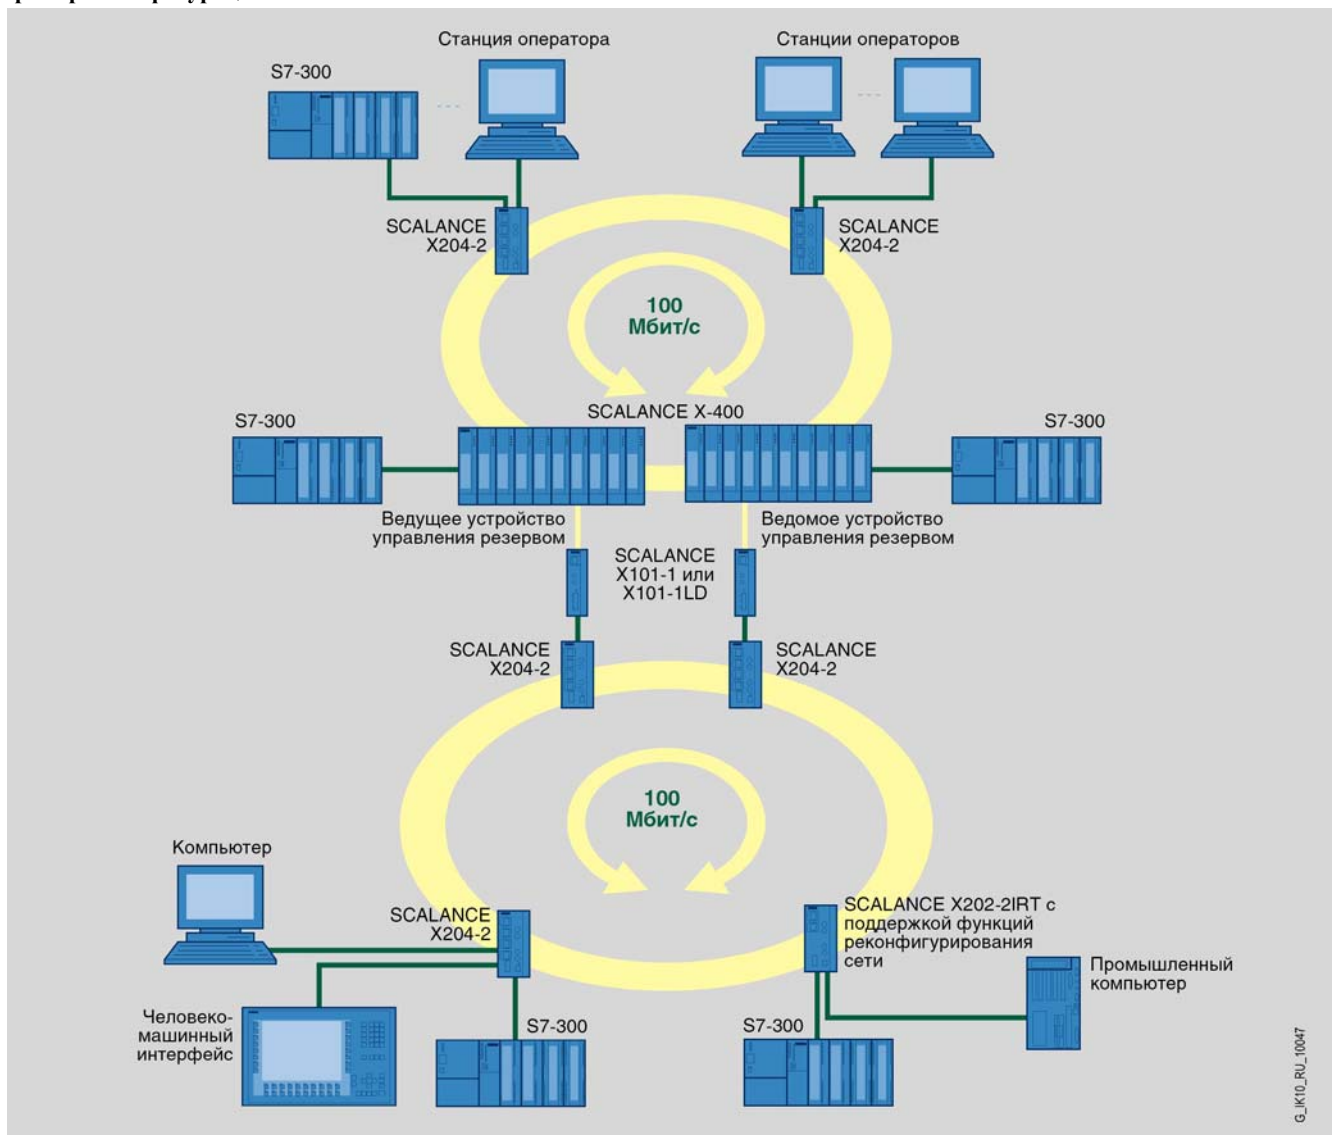 Станция оператора
Станции операторов
S7-300
SCALANCE
X204-2
SCALANCE
X204-2
100
Мбит/с
SCALANCE X-400
S7-300
S7-300
Ведущее устройство
управления резервом
Ведомое устройство
управления резервом
SCALANCE
X101-1 или
X101-1LD
SCALANCE
X204-2
SCALANCE
X204-2
100
Мбит/с
Компьютер
SCALANCE
X204-2
SCALANCE X202-2IRT с
поддержкой функций
реконфигурирования
сети
Промышленный
компьютер
Человеко-
машинный
интерфейс
S7-300
S7-300
G_IK10_RU_10047